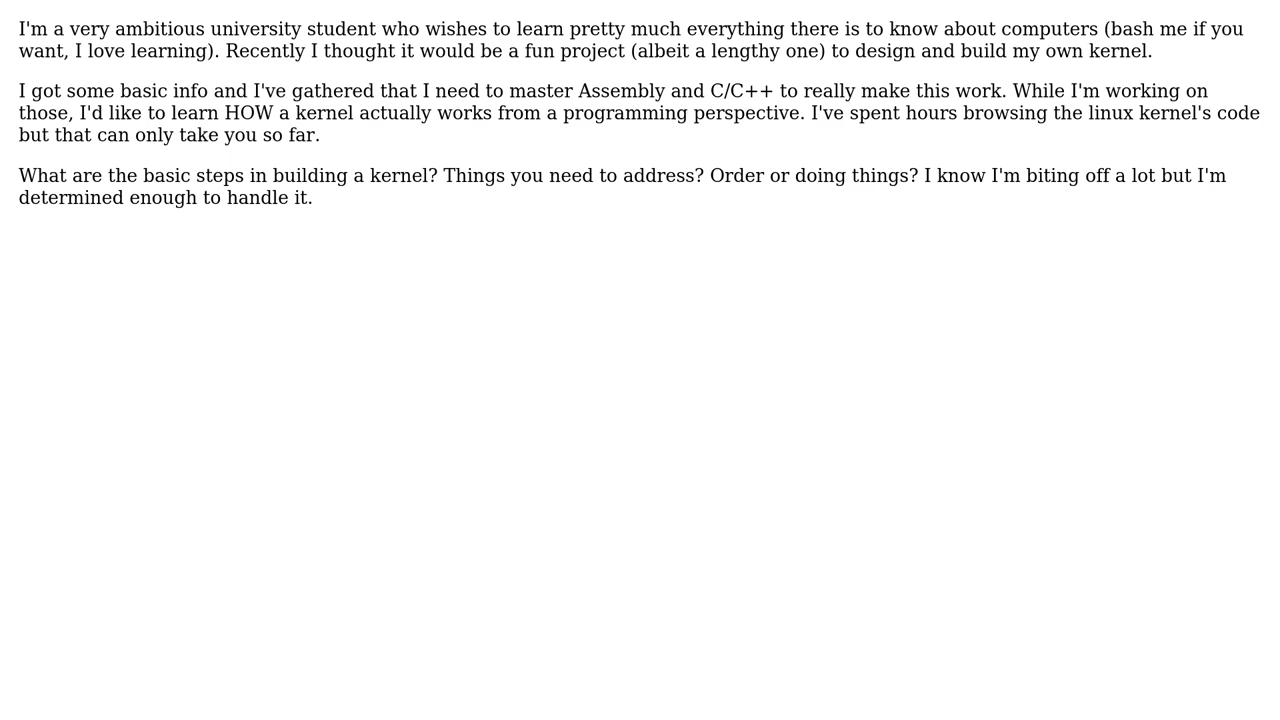 I'm a very ambitious university student who wishes to learn pretty much everything there is to know about computers (bash me if you
want, I love learning). Recently I thought it would be a fun project (albeit a lengthy one) to design and build my own kernel.
I got some basic info and I've gathered that I need to master Assembly and C/C++ to really make this work. While I'm working on
those, I'd like to learn HOW a kernel actually works from a programming perspective. I've spent hours browsing the linux kernel's code
but that can only take you so far.
What are the basic steps in building a kernel? Things you need to address? Order or doing things? I know I'm biting off a lot but I'm
determined enough to handle it.